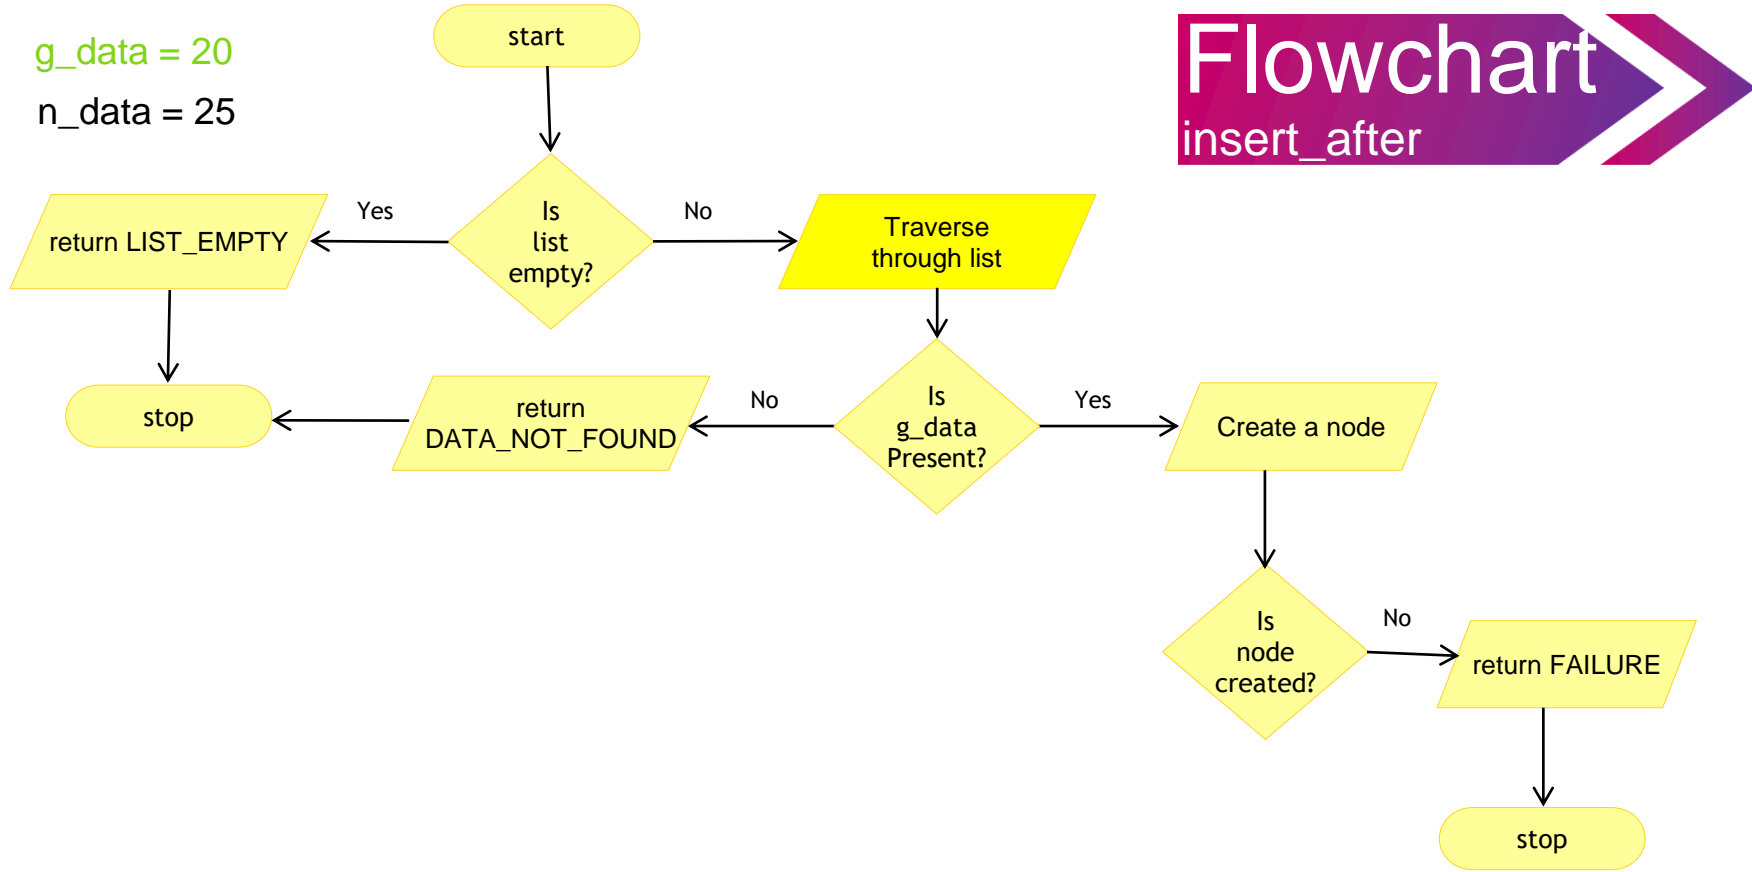 g_data = 20
n_data = 25
start
Flowchart
insert_after
Is
list
empty?
Yes
No
return LIST_EMPTY
Traverse
through list
stop
return
DATA_NOT_FOUND
No
Is
g_data
Present?
Yes
Create a node
Is
node
created?
No
return FAILURE
stop